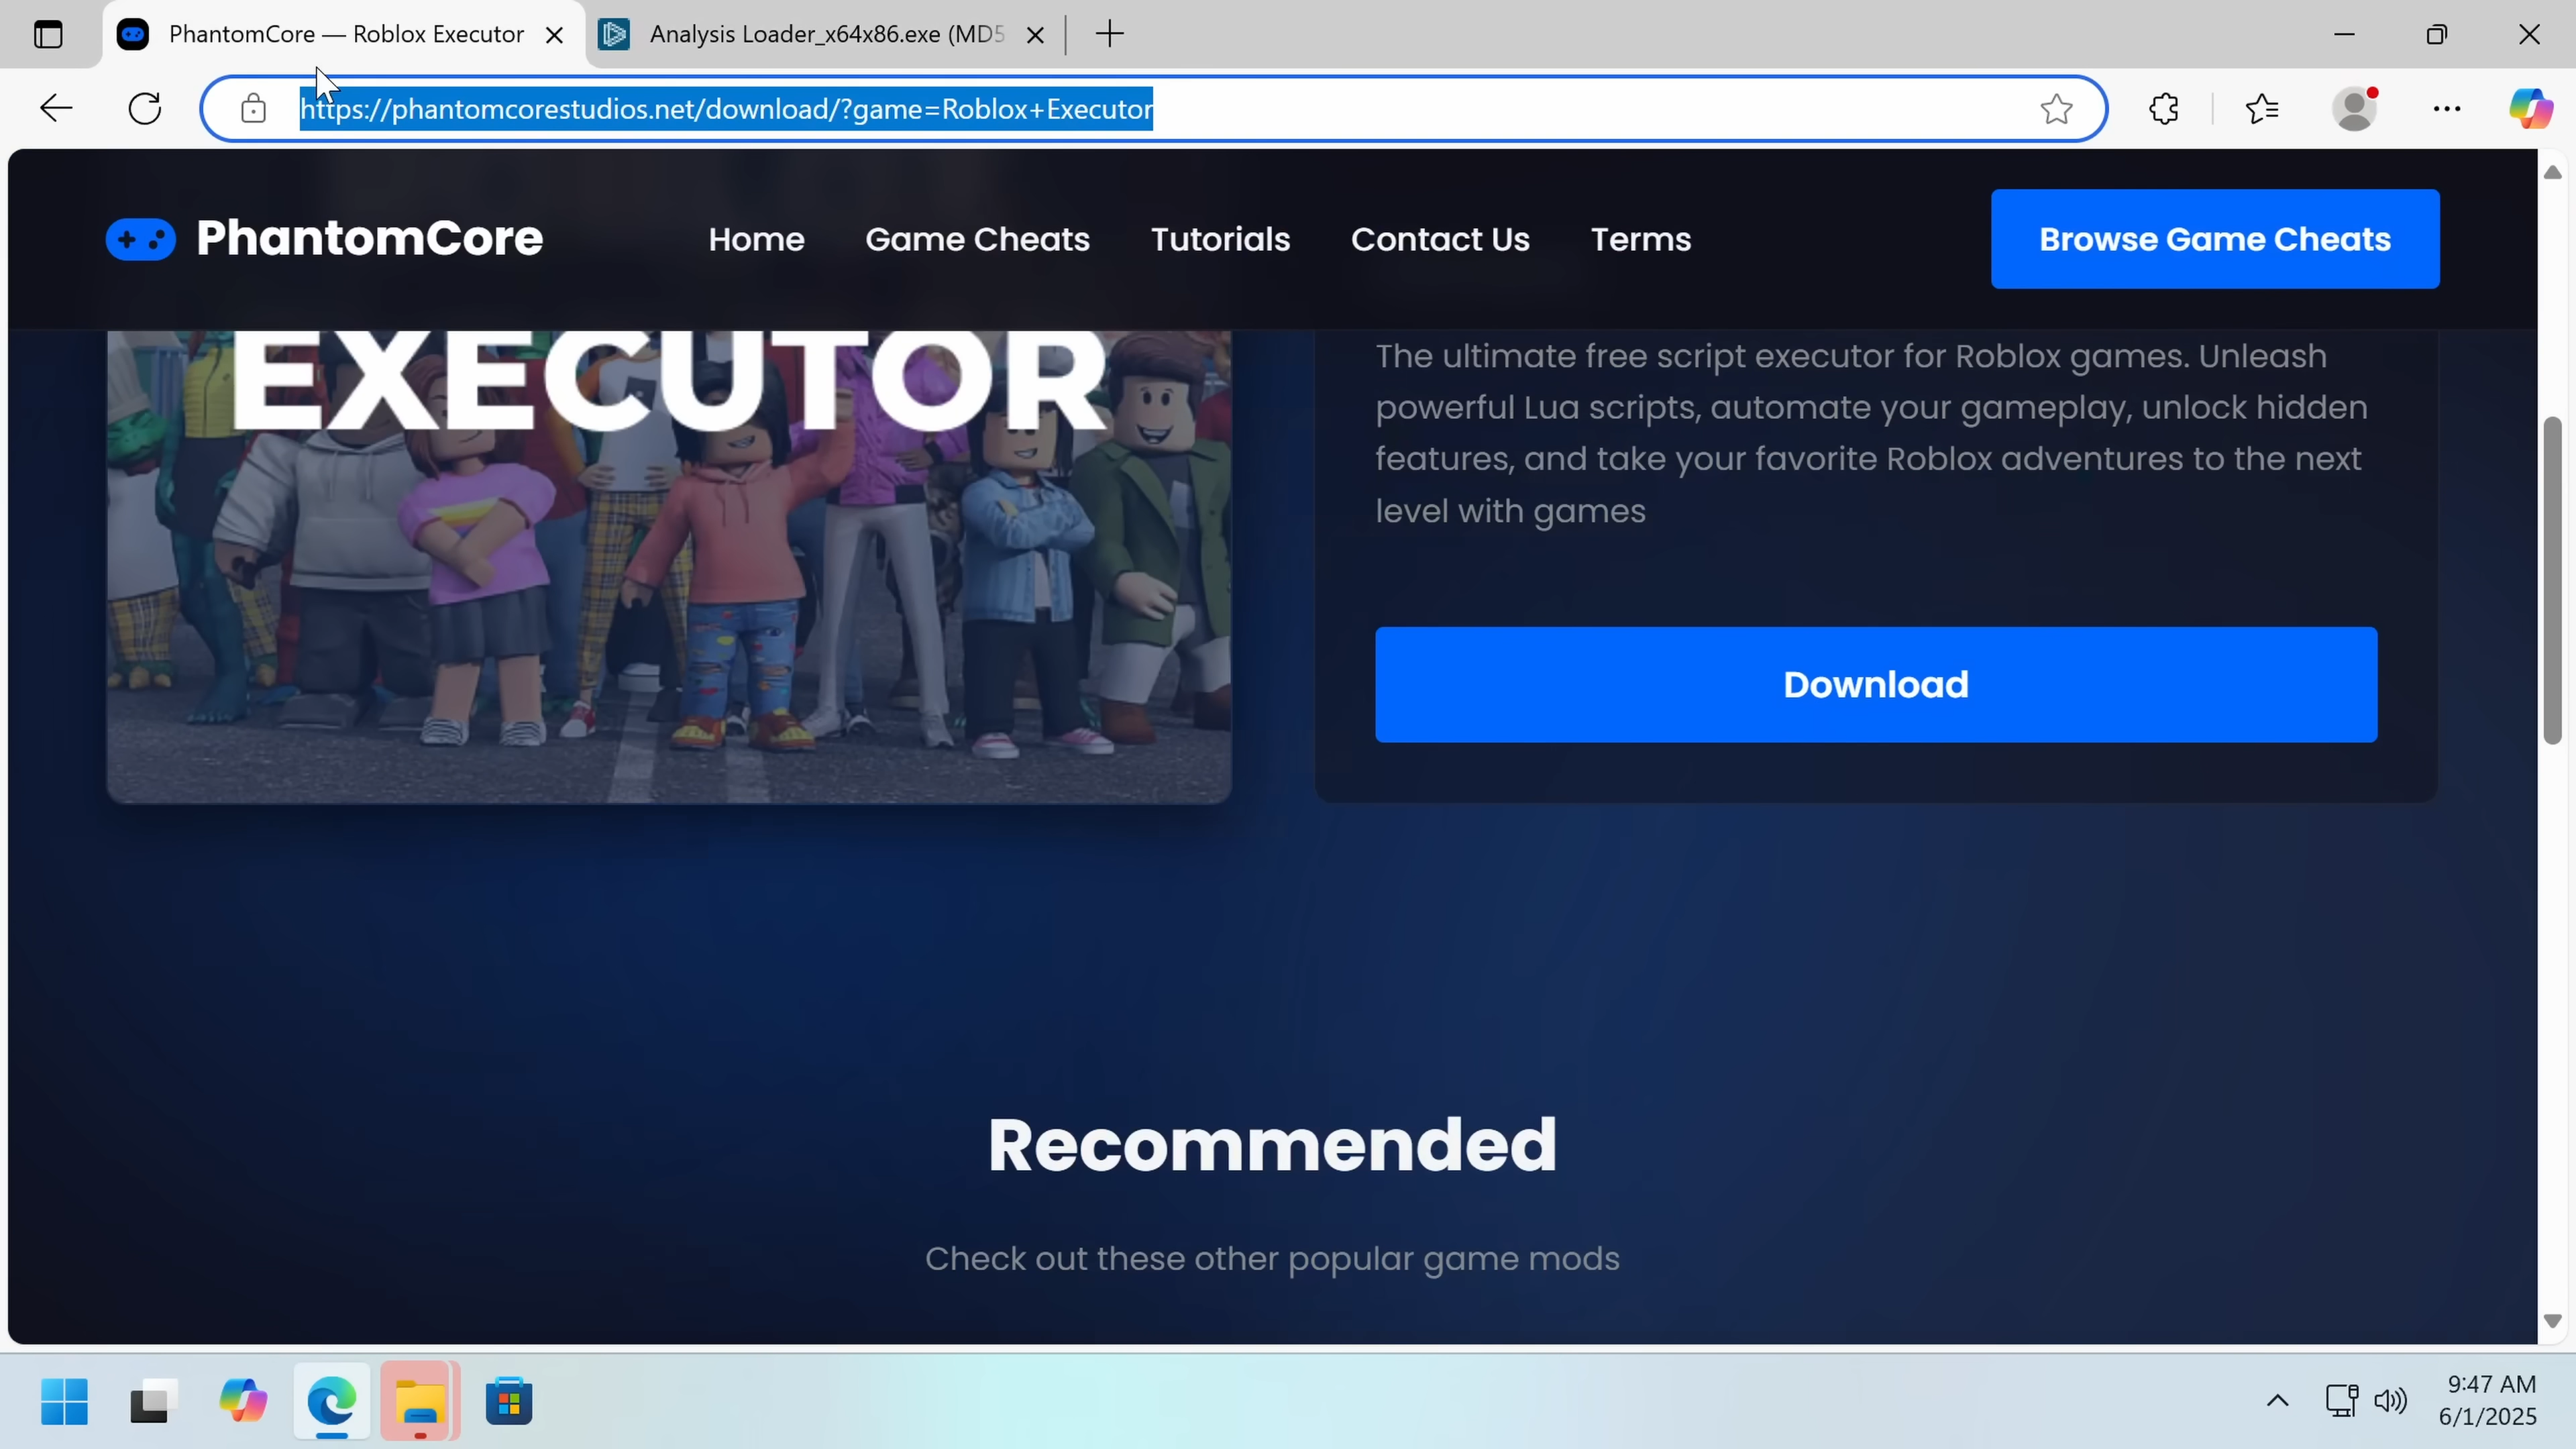 PhantomCore — Roblox Executor
Analysis Loader_x64x86.exe (MD5
https://phantomcorestudios.net/download/?game=Roblox+Executor
PhantomCore
Home
Game Cheats
Tutorials
Contact Us
Terms
Browse Game Cheats
EXECUTOR
The ultimate free script executor for Roblox games. Unleash
powerful Lua scripts, automate your gameplay, unlock hidden
features, and take your favorite Roblox adventures to the next
level with games
Download
Recommended
Check out these other popular game mods
9:47 AM
6/1/2025